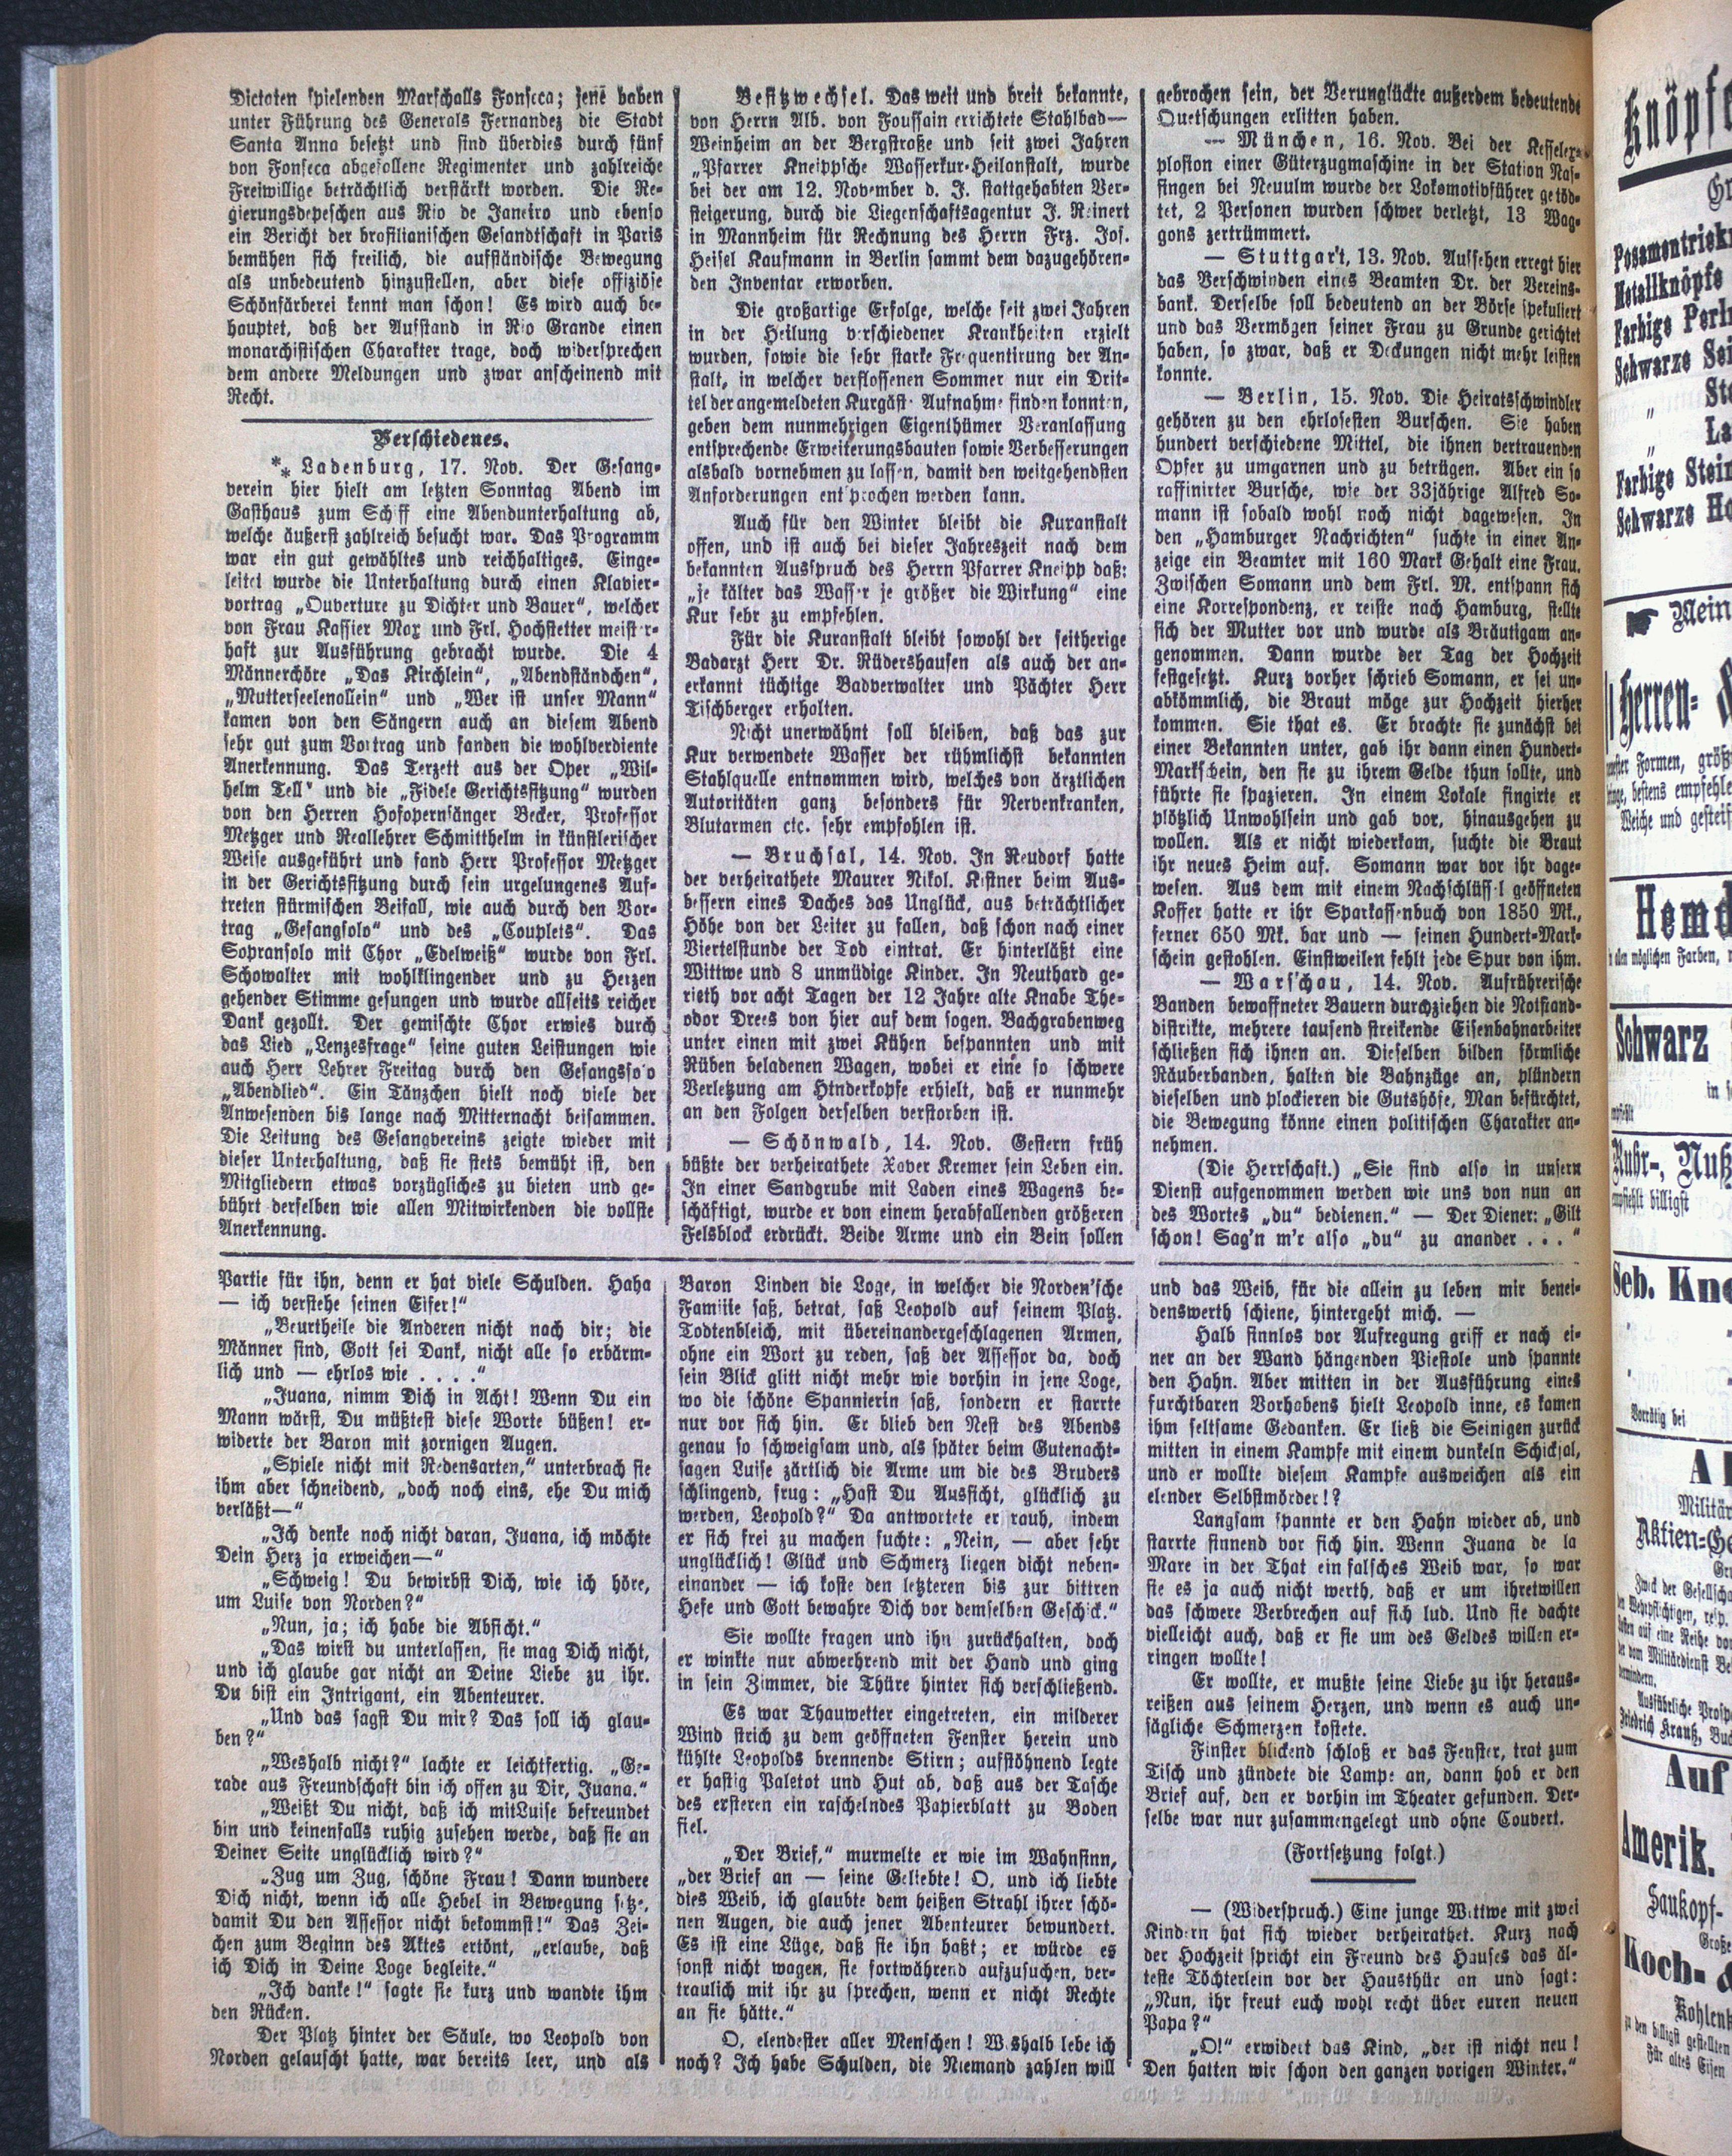 Dictaten spielenden Marschalls Fonseca; jene haben
unter Führung des Generals Fernandez die Stadt
Santa Anna besetzt und sind überdies durch fünf
von Fonseca abgefallene Regimenter und zahlreiche
Freiwillige beträchtlich verstärkt worden. Die Re-
gierungsdepeschen aus Rio de Janeiro und ebenso
ein Bericht der brasilianischen Gesandtschaft in Paris
bemühen sich freilich, die aufständische Bewegung
als unbedeutend hinzustellen, aber diese offiziöse
Schönfärberei kennt man schon! Es wird auch be-
hauptet, daß der Aufstand in Rio Grande einen
monarchistischen Charakter trage, doch widersprechen
dem andere Meldungen und zwar anscheinend mit
Recht.
Verschiedenes.
*⁎* Ladenburg, 17. Nov. Der Gesang-
verein hier hielt am letzten Sonntag Abend im
Gasthaus zum Schiff eine Abendunterhaltung ab,
welche äußerst zahlreich besucht war. Das Programm
war ein gut gewähltes und reichhaltiges. Einge-
leitet wurde die Unterhaltung durch einen Klavier-
vortrag „Ouverture zu Dichter und Bauer“, welcher
von Frau Kassier Max und Frl. Hochstetter meister-
haft zur Ausführung gebracht wurde. Die 4
Männerchöre „Das Kirchlein“, „Abendständchen“,
„Mutterseelenallein“ und „Wer ist unser Mann“
kamen von den Sängern auch an diesem Abend
sehr gut zum Vortrag und fanden die wohlverdiente
Anerkennung. Das Terzett aus der Oper „Wil-
helm Tell“ und die „Fidele Gerichtssitzung“ wurden
von den Herren Hofopernsänger Becker, Professor
Metzger und Reallehrer Schmitthelm in künstlerischer
Weise ausgeführt und fand Herr Professor Metzger
in der Gerichtssitzung durch sein urgelungenes Auf-
treten stürmischen Beifall, wie auch durch den Vor-
trag „Gesangsolo“ und des „Couplets“. Das
Sopransolo mit Chor „Edelweiß“ wurde von Frl.
Schowalter mit wohlklingender und zu Herzen
gehender Stimme gesungen und wurde allseits reicher
Dank gezollt. Der gemischte Chor erwies durch
das Lied „Lenzesfrage“ seine guten Leistungen wie
auch Herr Lehrer Freitag durch den Gesangsolo
„Abendlied“. Ein Tänzchen hielt noch viele der
Anwesenden bis lange nach Mitternacht beisammen.
Die Leitung des Gesangvereins zeigte wieder mit
dieser Unterhaltung, daß sie stets bemüht ist, den
Mitgliedern etwas vorzügliches zu bieten und ge-
bührt derselben wie allen Mitwirkenden die vollste
Anerkennung.
Besitzwechsel. Das weit und breit bekannte,
von Herrn Alb. von Foussain errichtete Stahlbad—
Weinheim an der Bergstraße und seit zwei Jahren
„Pfarrer Kneipp'sche Wasserkur-Heilanstalt, wurde
bei der am 12. November d. J. stattgehabten Ver-
steigerung, durch die Liegenschaftsagentur J. Reinert
in Mannheim für Rechnung des Herrn Frz. Jos.
Heisel Kaufmann in Berlin sammt dem dazugehören-
den Inventar erworben.
Die großartige Erfolge, welche seit zwei Jahren
in der Heilung verschiedener Krankheiten erzielt
wurden, sowie die sehr starke Frequentirung der An-
stalt, in welcher verflossenen Sommer nur ein Drit-
tel der angemeldeten Kurgäste Aufnahme finden konnten,
geben dem nunmehrigen Eigenthümer Veranlassung
entsprechende Erweiterungsbauten sowie Verbesserungen
alsbald vornehmen zu lassen, damit den weitgehendsten
Anforderungen entsprochen werden kann.
Auch für den Winter bleibt die Kuranstalt
offen, und ist auch bei dieser Jahreszeit nach dem
bekannten Ausspruch des Herrn Pfarrer Kneipp daß:
„je kälter das Wasser je größer die Wirkung“ eine
Kur sehr zu empfehlen.
Für die Kuranstalt bleibt sowohl der seitherige
Badarzt Herr Dr. Rüdershausen als auch der an-
erkannt tüchtige Badverwalter und Pächter Herr
Tischberger erhalten.
Nicht unerwähnt soll bleiben, daß das zur
Kur verwendete Wasser der rühmlichst bekannten
Stahlquelle entnommen wird, welches von ärztlichen
Autoritäten ganz besonders für Nervenkranken,
Blutarmen etc. sehr empfohlen ist.
— Bruchsal, 14. Nov. In Neudorf hatte
der verheirathete Maurer Nikol. Kistner beim Aus-
bessern eines Daches das Unglück, aus beträchtlicher
Höhe von der Leiter zu fallen, daß schon nach einer
Viertelstunde der Tod eintrat. Er hinterläßt eine
Wittwe und 8 unmüdige Kinder. In Neuthard ge-
rieth vor acht Tagen der 12 Jahre alte Knabe The-
odor Drees von hier auf dem sogen. Bachgrabenweg
unter einen mit zwei Kühen bespannten und mit
Rüben beladenen Wagen, wobei er eine so schwere
Verletzung am Hinderkopfe erhielt, daß er nunmehr
an den Folgen derselben verstorben ist.
— Schönwald, 14. Nov. Gestern früh
büßte der verheirathete Xaver Kremer sein Leben ein.
In einer Sandgrube mit Laden eines Wagens be-
schäftigt, wurde er von einem herabfallenden größeren
Felsblock erdrückt. Beide Arme und ein Bein sollen
gebrochen sein, der Verunglückte außerdem bedeutende
Quetschungen erlitten haben.
— München, 16. Nov. Bei der Kesselex-
plosion einer Güterzugmaschine in der Station Nas-
singen bei Neuulm wurde der Lokomotivführer getöd-
tet, 2 Personen wurden schwer verletzt, 13 Wag-
gons zertrümmert.
— Stuttgart, 13. Nov. Aufsehen erregt hier
das Verschwinden eines Beamten Dr. der Vereins-
bank. Derselbe soll bedeutend an der Börse spekuliert
und das Vermögen seiner Frau zu Grunde gerichtet
haben, so zwar, daß er Deckungen nicht mehr leisten
konnte.
— Berlin, 15. Nov. Die Heiratsschwindler
gehören zu den ehrlosesten Burschen. Sie haben
hundert verschiedene Mittel, die ihnen vertrauenden
Opfer zu umgarnen und zu betrügen. Aber ein so
raffinirter Bursche, wie der 33jährige Alfred So-
mann ist sobald wohl noch nicht dagewesen. In
den „Hamburger Nachrichten“ suchte in einer An-
zeige ein Beamter mit 160 Mark Gehalt eine Frau.
Zwischen Somann und dem Frl. M. entspann sich
eine Korrespondenz, er reiste nach Hamburg, stellte
sich der Mutter vor und wurde als Bräutigam an-
genommen. Dann wurde der Tag der Hochzeit
festgesetzt. Kurz vorher schrieb Somann, er sei un-
abkömmlich, die Braut möge zur Hochzeit hierher
kommen. Sie that es. Er brachte sie zunächst bei
einer Bekannten unter, gab ihr dann einen Hundert-
Markschein, den sie zu ihrem Gelde thun sollte, und
führte sie spazieren. In einem Lokale fingirte er
plötzlich Unwohlsein und gab vor, hinausgehen zu
wollen. Als er nicht wiederkam, suchte die Braut
ihr neues Heim auf. Somann war vor ihr dage-
wesen. Aus dem mit einem Nachschlüssel geöffneten
Koffer hatte er ihr Sparkassenbuch von 1850 Mk.,
ferner 650 Mk. bar und — seinen Hundert-Mark-
schein gestohlen. Einstweilen fehlt jede Spur von ihm.
— Warschau, 14. Nov. Aufrührerische
Banden bewaffneter Bauern durchziehen die Notstand-
distrikte, mehrere tausend streikende Eisenbahnarbeiter
schließen sich ihnen an. Dieselben bilden förmliche
Räuberbanden, halten die Bahnzüge an, plündern
dieselben und plockieren die Gutshöfe, Man befürchtet,
die Bewegung könne einen politischen Charakter an-
nehmen.
(Die Herrschaft.) „Sie sind also in unsern
Dienst aufgenommen werden wie uns von nun an
des Wortes „du“ bedienen.“ — Der Diener: „Gilt
schon! Sag'n m'r also „du“ zu anander . . . “
Partie für ihn, denn er hat viele Schulden. Haha
— ich verstehe seinen Eifer!“
„Beurtheile die Anderen nicht nach dir; die
Männer sind, Gott sei Dank, nicht alle so erbärm-
lich und — ehrlos wie . . . .“
„Juana, nimm Dich in Acht! Wenn Du ein
Mann wärst, Du müßtest diese Worte büßen! er-
widerte der Baron mit zornigen Augen.
„Spiele nicht mit Redensarten,“ unterbrach sie
ihm aber schneidend, „doch noch eins, ehe Du mich
verläßt—“
„Ich denke noch nicht daran, Juana, ich möchte
Dein Herz ja erweichen—“
„Schweig! Du bewirbst Dich, wie ich höre,
um Luise von Norden?“
„Nun, ja; ich habe die Absicht.“
„Das wirst du unterlassen, sie mag Dich nicht,
und ich glaube gar nicht an Deine Liebe zu ihr.
Du bist ein Intrigant, ein Abenteurer.
„Und das sagst Du mir? Das soll ich glau-
ben?“
„Weshalb nicht?“ lachte er leichtfertig. „Ge-
rade aus Freundschaft bin ich offen zu Dir, Juana.“
„Weißt Du nicht, daß ich mitLuise befreundet
bin und keinenfalls ruhig zusehen werde, daß sie an
Deiner Seite unglücklich wird?“
„Zug um Zug, schöne Frau! Dann wundere
Dich nicht, wenn ich alle Hebel in Bewegung setze,
damit Du den Assessor nicht bekommst!“ Das Zei-
chen zum Beginn des Aktes ertönt, „erlaube, daß
ich Dich in Deine Loge begleite.“
„Ich danke!“ sagte sie kurz und wandte ihm
den Rücken.
Der Platz hinter der Säule, wo Leopold von
Norden gelauscht hatte, war bereits leer, und als
Baron Linden die Loge, in welcher die Norden'sche
Familie saß, betrat, saß Leopold auf seinem Platz.
Todtenbleich, mit übereinandergeschlagenen Armen,
ohne ein Wort zu reden, saß der Assessor da, doch
sein Blick glitt nicht mehr wie vorhin in jene Loge,
wo die schöne Spannierin saß, sondern er starrte
nur vor sich hin. Er blieb den Rest des Abends
genau so schweigsam und, als später beim Gutenacht-
sagen Luise zärtlich die Arme um die des Bruders
schlingend, frug: „Hast Du Aussicht, glücklich zu
werden, Leopold?“ Da antwortete er rauh, indem
er sich frei zu machen suchte: „Nein, — aber sehr
unglücklich! Glück und Schmerz liegen dicht neben-
einander — ich koste den letzteren bis zur bittren
Hefe und Gott bewahre Dich vor demselben Geschick.“
Sie wollte fragen und ihn zurückhalten, doch
er winkte nur abwehrend mit der Hand und ging
in sein Zimmer, die Thüre hinter sich verschließend.
Es war Thauwetter eingetreten, ein milderer
Wind strich zu dem geöffneten Fenster herein und
kühlte Leopolds brennende Stirn; aufstöhnend legte
er hastig Paletot und Hut ab, daß aus der Tasche
des ersteren ein raschelndes Papierblatt zu Boden
fiel.
„Der Brief,“ murmelte er wie im Wahnsinn,
„der Brief an — seine Geliebte! O, und ich liebte
dies Weib, ich glaubte dem heißen Strahl ihrer schö-
nen Augen, die auch jener Abenteurer bewundert.
Es ist eine Lüge, daß sie ihn haßt; er würde es
sonst nicht wagen, sie fortwährend aufzusuchen, ver-
traulich mit ihr zu sprechen, wenn er nicht Rechte
an sie hätte.“
O, elendester aller Menschen! Weshalb lebe ich
noch? Ich habe Schulden, die Niemand zahlen will
und das Weib, für die allein zu leben mir benei-
denswerth schiene, hintergeht mich. —
Halb sinnlos vor Aufregung griff er nach ei-
ner an der Wand hängenden Piestole und spannte
den Hahn. Aber mitten in der Ausführung eines
furchtbaren Vorhabens hielt Leopold inne, es kamen
ihm seltsame Gedanken. Er ließ die Seinigen zurück
mitten in einem Kampfe mit einem dunkeln Schicksal,
und er wollte diesem Kampfe ausweichen als ein
elender Selbstmörder!?
Langsam spannte er den Hahn wieder ab, und
starrte sinnend vor sich hin. Wenn Juana de la
Mare in der That ein falsches Weib war, so war
sie es ja auch nicht werth, daß er um ihretwillen
das schwere Verbrechen auf sich lud. Und sie dachte
vielleicht auch, daß er sie um des Geldes willen er-
ringen wollte!
Er wollte, er mußte seine Liebe zu ihr heraus-
reißen aus seinem Herzen, und wenn es auch un-
sägliche Schmerzen kostete.
Finster blickend schloß er das Fenster, trat zum
Tisch und zündete die Lampe an, dann hob er den
Brief auf, den er vorhin im Theater gefunden. Der-
selbe war nur zusammengelegt und ohne Couvert.
(Fortsetzung folgt.)
— (Widerspruch.) Eine junge Wittwe mit zwei
Kindern hat sich wieder verheirathet. Kurz nach
der Hochzeit spricht ein Freund des Hauses das äl-
teste Töchterlein vor der Hausthür an und sagt:
„Nun, ihr freut euch wohl recht über euren neuen
Papa?“
„O!“ erwidert das Kind, „der ist nicht neu!
Den hatten wir schon den ganzen vorigen Winter.“
Metallknöpfe
Farbige
Schwarze
Farbige
Schwarze
Mein
Herren-
Formen,
bestens
Weiche und
Schwarz
empfiehlt billigst
Seb.
Vorrätig bei
Auf
Amerik.
Koch- &
Für altes Eisen